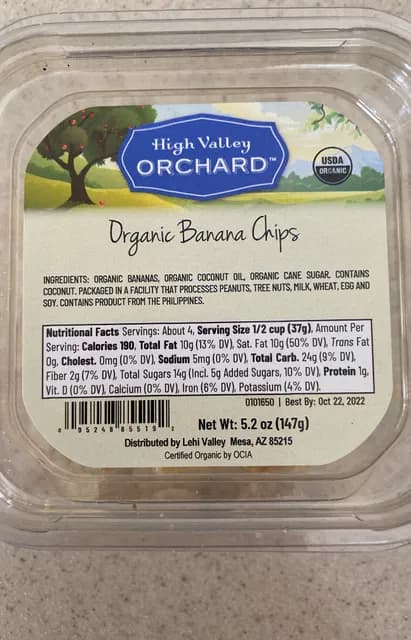 High Valley
ORCHARD™
USDA
ORGANIC
Organic Banana Chips
INGREDIENTS: ORGANIC BANANAS, ORGANIC COCONUT OIL, ORGANIC CANE SUGAR. CONTAINS
COCONUT. PACKAGED IN A FACILITY THAT PROCESSES PEANUTS, TREE NUTS, MILK, WHEAT, EGG AND
SOY. CONTAINS PRODUCT FROM THE PHILIPPINES.
Nutritional Facts Servings: About 4, Serving Size 1/2 cup (37g), Amount Per
Serving: Calories 190, Total Fat 10g (13% DV), Sat. Fat 10g (50% DV), Trans Fat
0g, Cholest. 0mg (0% DV), Sodium 5mg (0% DV), Total Carb. 24g (9% DV),
Fiber 2g (7% DV), Total Sugars 14g (Incl. 5g Added Sugars, 10% DV), Protein 1g,
Vit. D (0% DV), Calcium (0% DV), Iron (6% DV), Potassium (4% DV).
0101650 | Best By: Oct 22, 2022
Net Wt: 5.2 oz (147g)
Distributed by Lehi Valley Mesa, AZ 85215
Certified Organic by OCIA